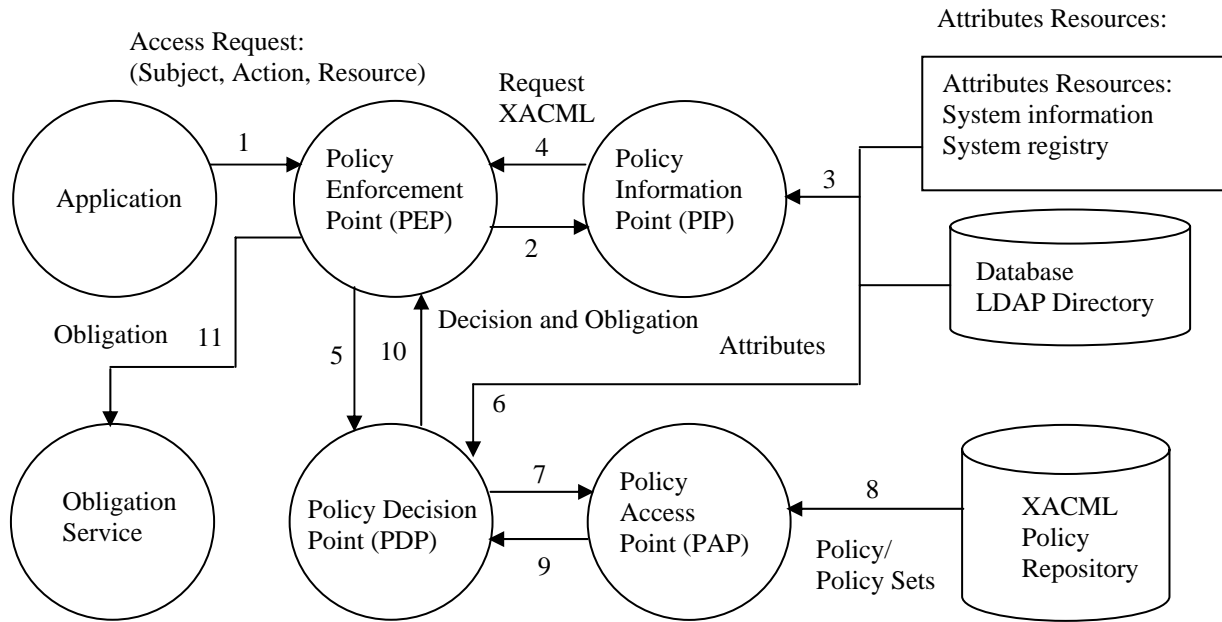 Attributes Resources:
Access Request:
(Subject, Action, Resource)
Request
XACML
Attributes Resources:
System information
System registry
1
4
3
Application
Policy
Enforcement
Point (PEP)
Policy
Information
Point (PIP)
2
Database
LDAP Directory
Obligation
11
Decision and Obligation
5
10
Attributes
6
7
8
Obligation
Service
Policy Decision
Point (PDP)
Policy
Access
Point (PAP)
9
Policy/
Policy Sets
XACML
Policy
Repository